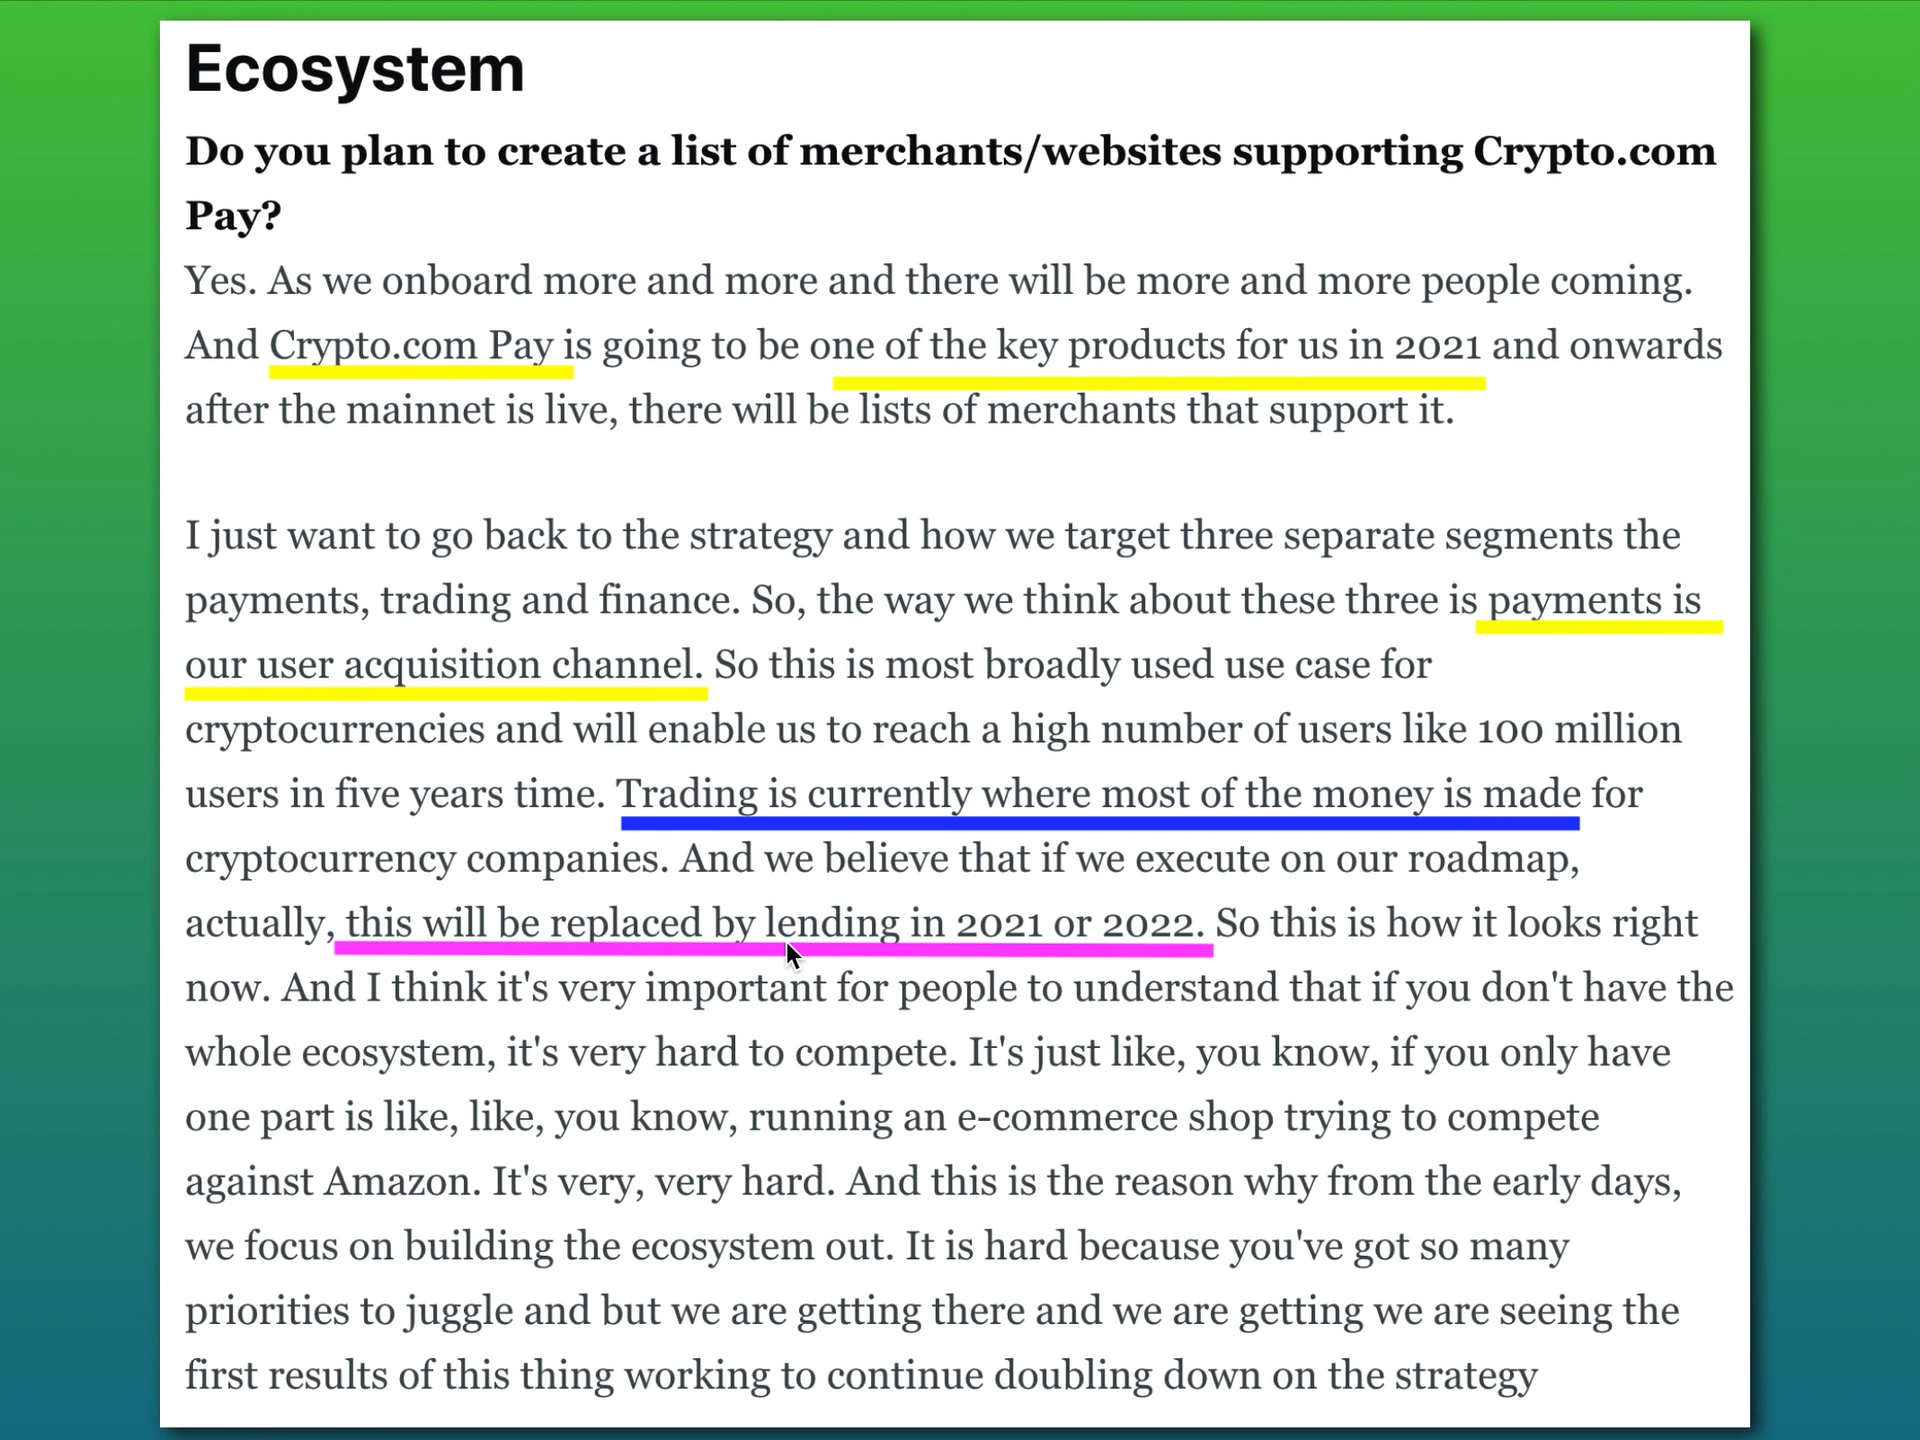 Ecosystem
Do you plan to create a list of merchants/websites supporting Crypto.com
Pay?
Yes. As we onboard more and more and there will be more and more people coming.
And Crypto.com Pay is going to be one of the key products for us in 2021 and onwards
after the mainnet is live, there will be lists of merchants that support it.
I just want to go back to the strategy and how we target three separate segments the
payments, trading and finance. So, the way we think about these three is payments is
our user acquisition channel. So this is most broadly used use case for
cryptocurrencies and will enable us to reach a high number of users like 100 million
users in five years time. Trading is currently where most of the money is made for
cryptocurrency companies. And we believe that if we execute on our roadmap,
actually, this will be replaced by lending in 2021 or 2022. So this is how it looks right
now. And I think it's very important for people to understand that if you don't have the
whole ecosystem, it's very hard to compete. It's just like, you know, if you only have
one part is like, like, you know, running an e-commerce shop trying to compete
against Amazon. It's very, very hard. And this is the reason why from the early days,
we focus on building the ecosystem out. It is hard because you've got so many
priorities to juggle and but we are getting there and we are getting we are seeing the
first results of this thing working to continue doubling down on the strategy